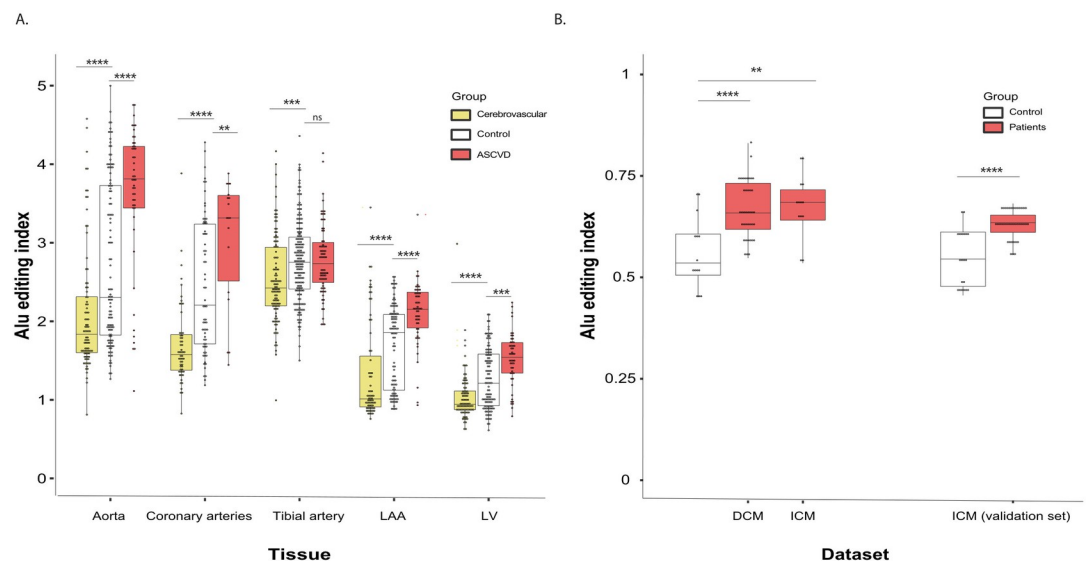 A.
Alu editing index
5
4
3
2
1
0
**** ****
**** **
*** ns
**** ****
**** ***
Group
Cerebrovascular
Control
ASCVD
Aorta Coronary arteries Tibial artery LAA LV
Tissue
B.
Alu editing index
1
0.75
0.5
0.25
0
**
****
****
Group
Control
Patients
DCM ICM ICM (validation set)
Dataset